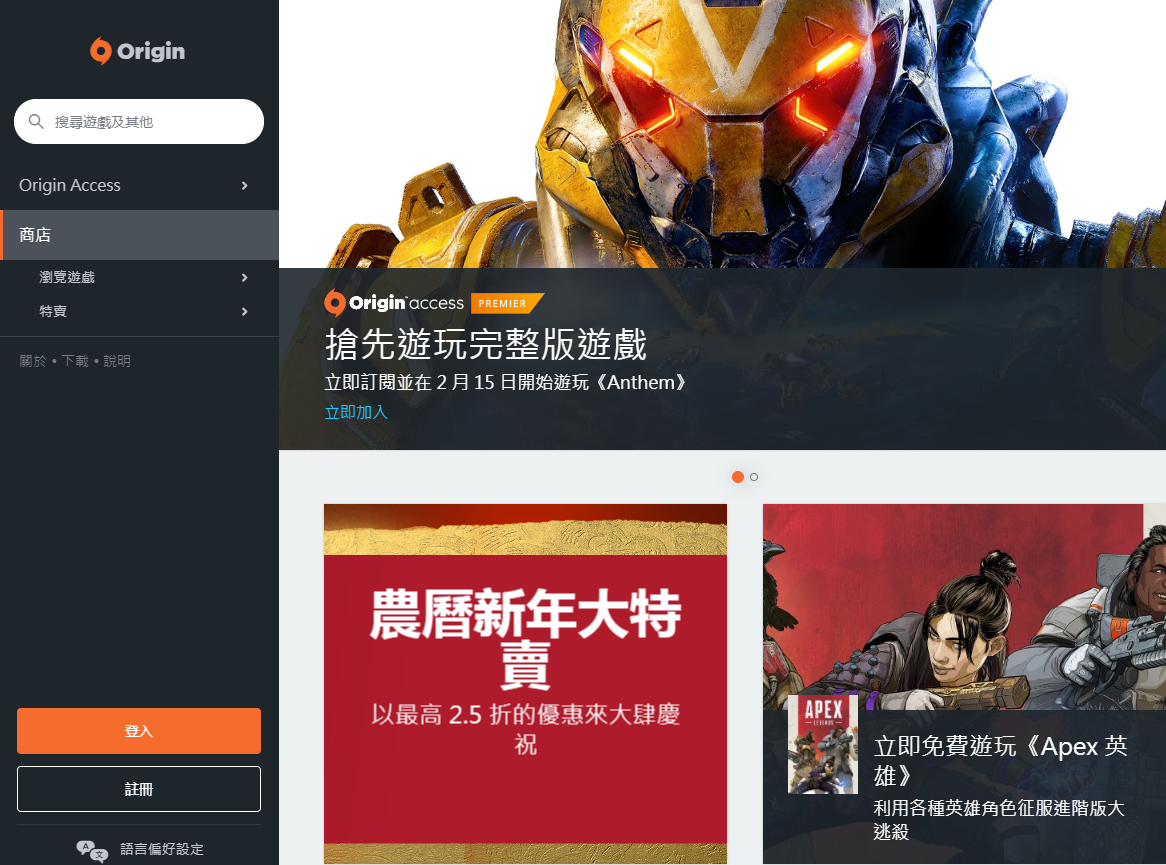 Origin
搜尋遊戲及其他
Origin Access
商店
瀏覽遊戲
特賣
關於 • 下載 • 說明
登入
註冊
語言偏好設定
Origin access PREMIER
搶先遊玩完整版遊戲
立即訂閱並在 2 月 15 日開始遊玩《Anthem》
立即加入
農曆新年大特
賣
以最高 2.5 折的優惠來大肆慶
祝
APEX
LEGENDS
立即免費遊玩《Apex 英
雄》
利用各種英雄角色征服進階版大
逃殺